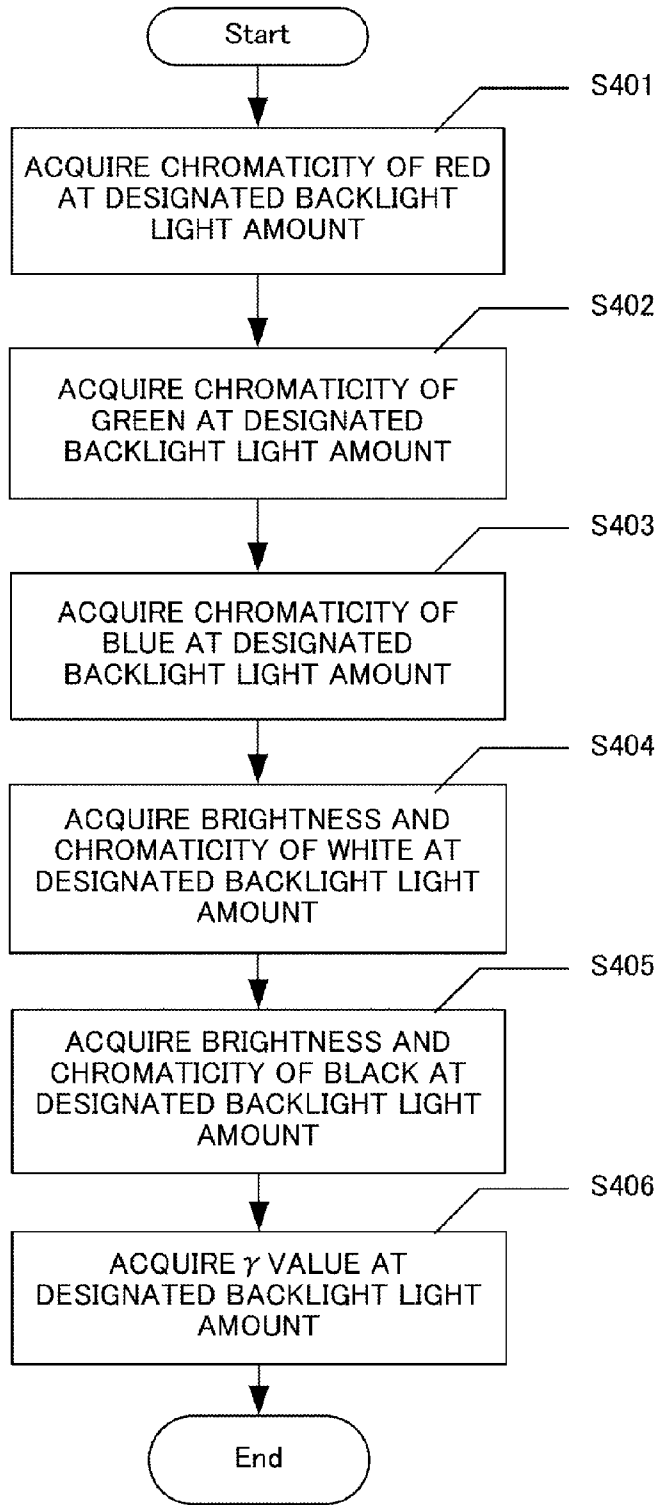 Start
S401
ACQUIRE CHROMATICITY OF RED
AT DESIGNATED BACKLIGHT
LIGHT AMOUNT
S402
ACQUIRE CHROMATICITY OF
GREEN AT DESIGNATED
BACKLIGHT LIGHT AMOUNT
S403
ACQUIRE CHROMATICITY OF
BLUE AT DESIGNATED
BACKLIGHT LIGHT AMOUNT
S404
ACQUIRE BRIGHTNESS AND
CHROMATICITY OF WHITE AT
DESIGNATED BACKLIGHT LIGHT
AMOUNT
S405
ACQUIRE BRIGHTNESS AND
CHROMATICITY OF BLACK AT
DESIGNATED BACKLIGHT LIGHT
AMOUNT
S406
ACQUIRE γ VALUE AT
DESIGNATED BACKLIGHT LIGHT
AMOUNT
End